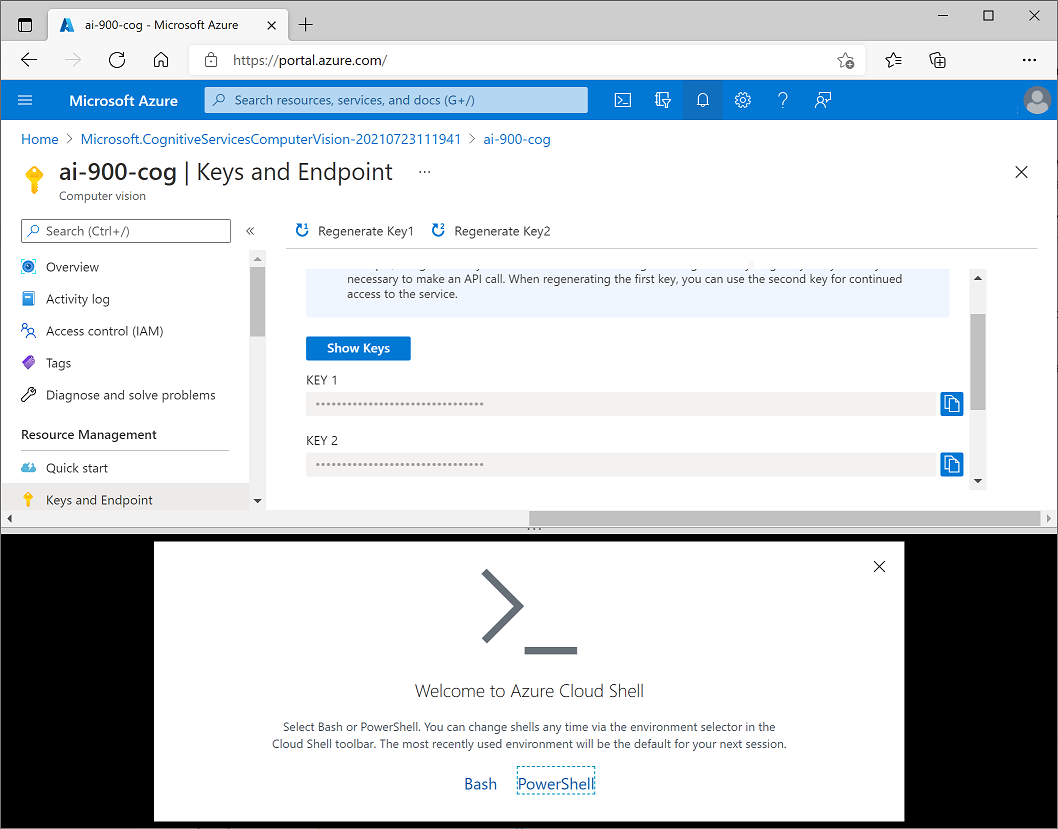 ai-900-cog - Microsoft Azure
https://portal.azure.com/
Microsoft Azure
Search resources, services, and docs (G+/)
Home > Microsoft.CognitiveServicesComputerVision-20210723111941 > ai-900-cog
ai-900-cog | Keys and Endpoint ...
Computer vision
Search (Ctrl+/)
«
Regenerate Key1
Regenerate Key2
Overview
Activity log
Access control (IAM)
Tags
Diagnose and solve problems
Resource Management
Quick start
Keys and Endpoint
necessary to make an API call. When regenerating the first key, you can use the second key for continued
access to the service.
Show Keys
KEY 1
••••••••••••••••••••••••••••••••
KEY 2
••••••••••••••••••••••••••••••••
Welcome to Azure Cloud Shell
Select Bash or PowerShell. You can change shells any time via the environment selector in the
Cloud Shell toolbar. The most recently used environment will be the default for your next session.
Bash
PowerShell